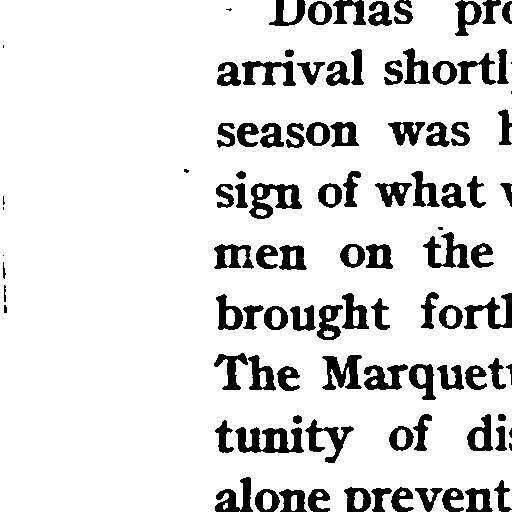 Dorias pro
arrival shortl
season was h
sign of what
men on the
brought forth
The Marquett
tunity of dis
alone prevent